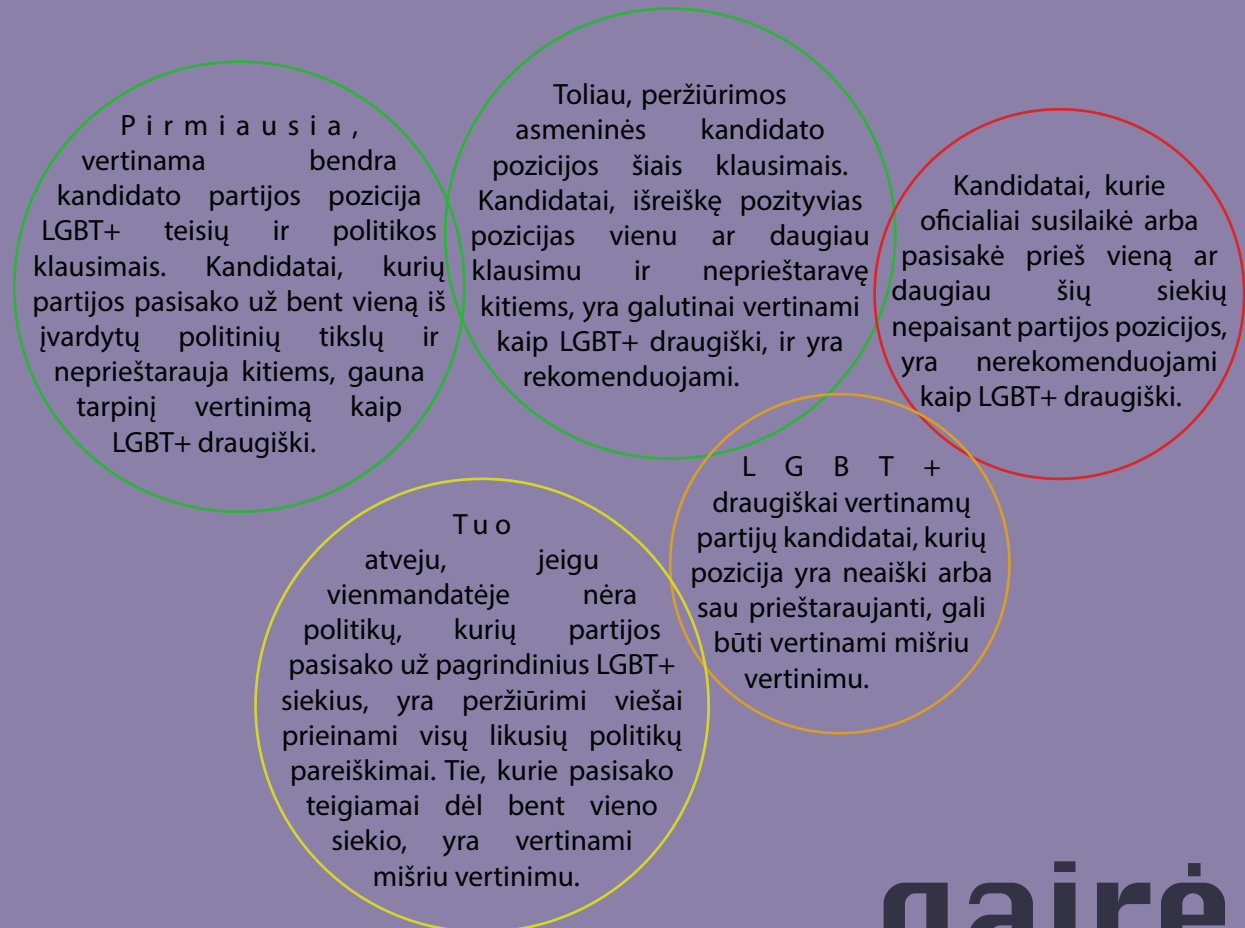 Pirmiausia,
vertinama bendra
kandidato partijos pozicija
LGBT+ teisių ir politikos
klausimais. Kandidatai, kurių
partijos pasisako už bent vieną iš
įvardytų politinių tikslų ir
neprieštarauja kitiems, gauna
tarpinį vertinimą kaip
LGBT+ draugiški.
Toliau, peržiūrimos
asmeninės kandidato
pozicijos šiais klausimais.
Kandidatai, išreiškę pozityvias
pozicijas vienu ar daugiau
klausimu ir neprieštaravę
kitiems, yra galutinai vertinami
kaip LGBT+ draugiški, ir yra
rekomenduojami.
Kandidatai, kurie
oficialiai susilaikė arba
pasisakė prieš vieną ar
daugiau šių siekių
nepaisant partijos pozicijos,
yra nerekomenduojami
kaip LGBT+ draugiški.
LGBT+
draugiškai vertinamų
partijų kandidatai, kurių
pozicija yra neaiški arba
sau prieštaraujanti, gali
būti vertinami mišriu
vertinimu.
Tuo
atveju, jeigu
vienmandatėje nėra
politikų, kurių partijos
pasisako už pagrindinius LGBT+
siekius, yra peržiūrimi viešai
prieinami visų likusių politikų
pareiškimai. Tie, kurie pasisako
teigiamai dėl bent vieno
siekio, yra vertinami
mišriu vertinimu.
gairė